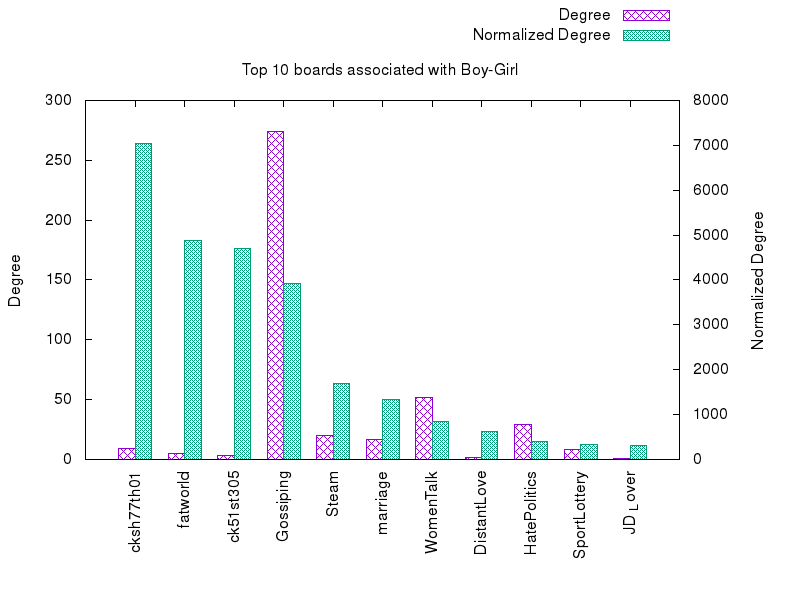 Degree
Normalized Degree
Top 10 boards associated with Boy-Girl
300
250
200
150
100
50
0
8000
7000
6000
5000
4000
3000
2000
1000
0
Degree
Normalized Degree
cksh77th01
fatworld
ck51st305
Gossiping
Steam
marriage
WomenTalk
DistantLove
HatePolitics
SportLottery
JD Lover